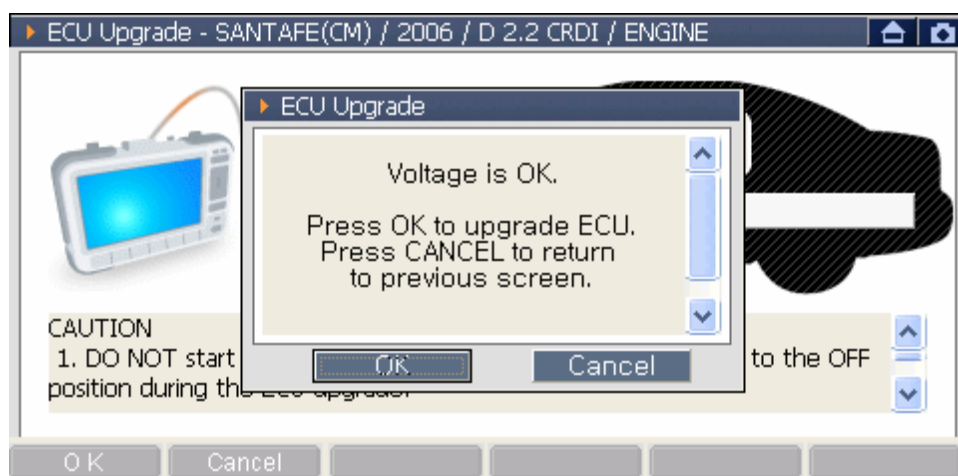 ECU Upgrade - SANTAFE(CM) / 2006 / D 2.2 CRDI / ENGINE
ECU Upgrade
Voltage is OK.
Press OK to upgrade ECU.
Press CANCEL to return
to previous screen.
OK
Cancel
CAUTION
1. DO NOT start to the OFF
position during the ECU upgrade.
O K
Cancel